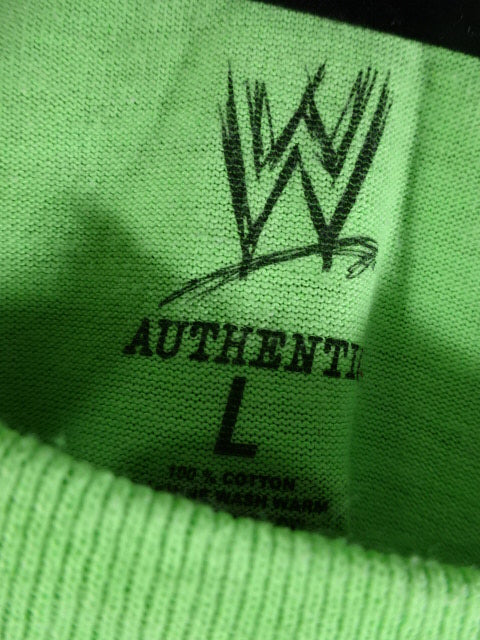 W
AUTHENTI
L
100 % COTTON
WASH WARM